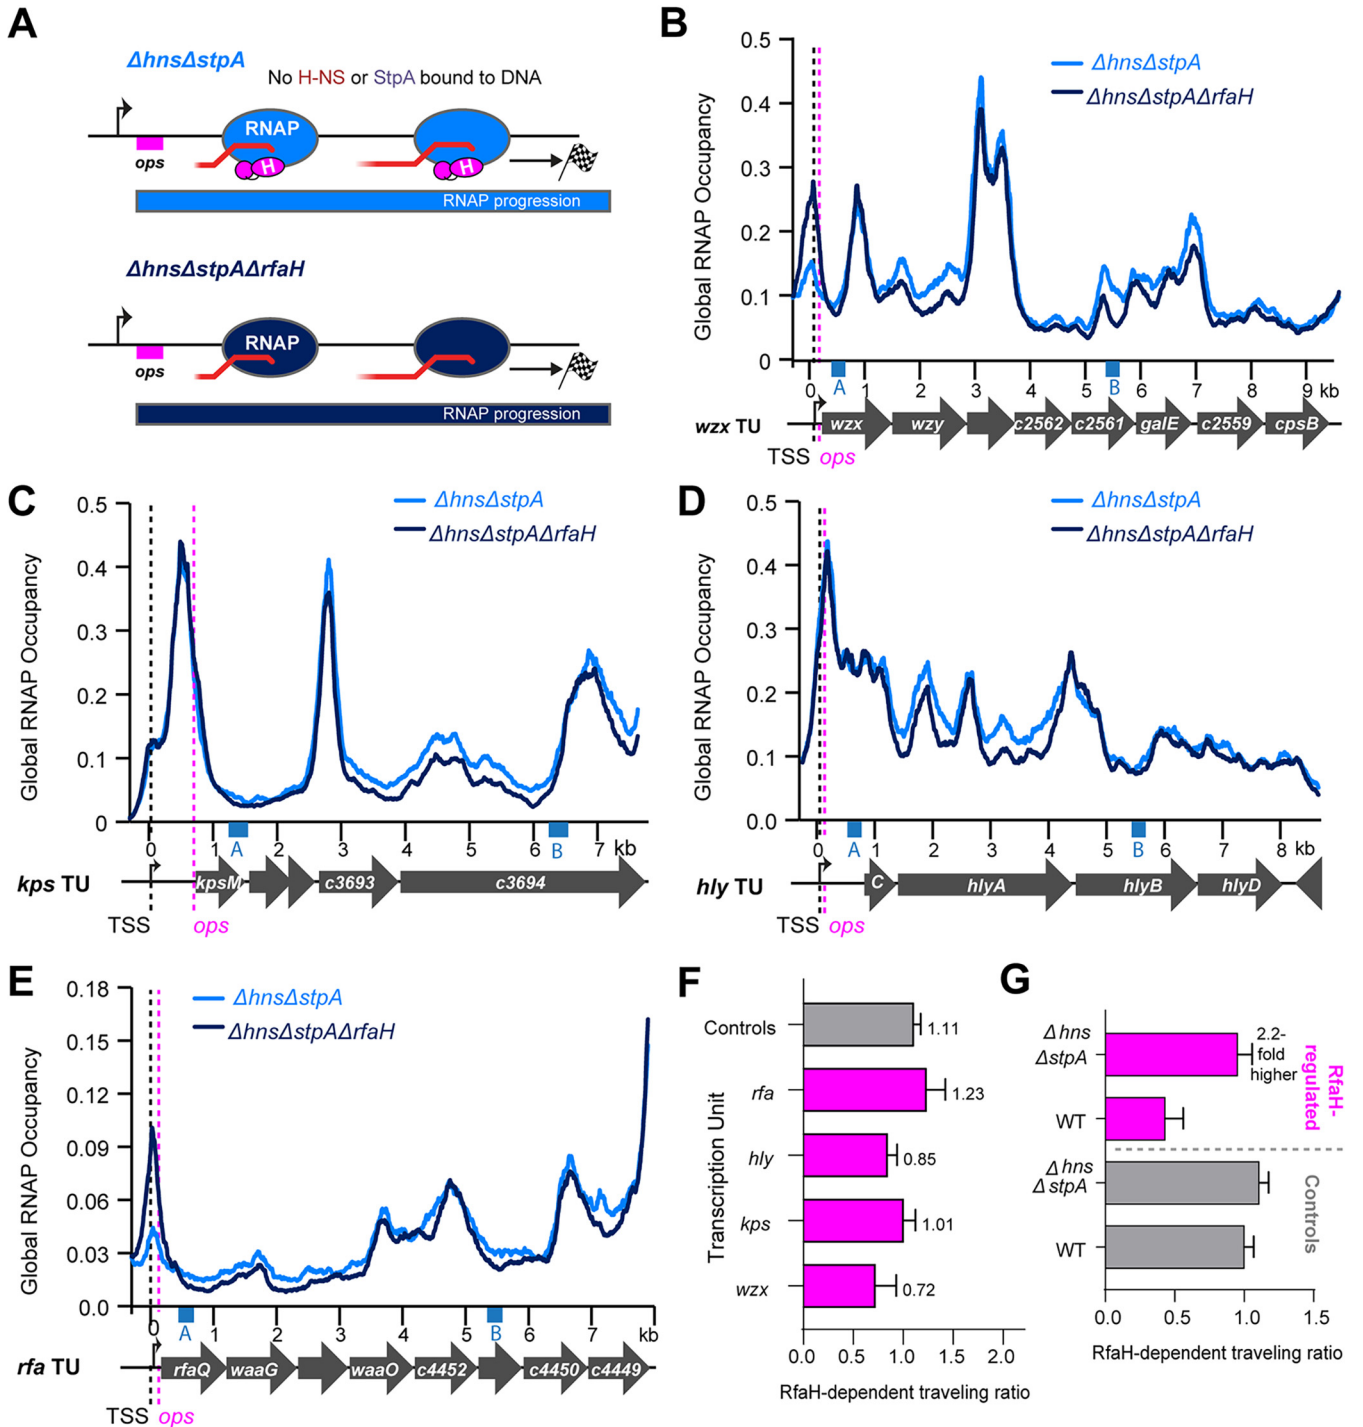 A
ΔhnsΔstpA
No H-NS or StpA bound to DNA
RNAP
ops
H
H
RNAP progression
ΔhnsΔstpAΔrfaH
RNAP
ops
RNAP progression
B
Global RNAP Occupancy
0.5
0.4
0.3
0.2
0.1
0
ΔhnsΔstpA
ΔhnsΔstpAΔrfaH
0 1 2 3 4 5 6 7 8 9 kb
A B
wzx TU
wzx wzy c2562 c2561 galE c2559 cpsB
TSS ops
C
Global RNAP Occupancy
0.5
0.4
0.3
0.2
0.1
0
ΔhnsΔstpA
ΔhnsΔstpAΔrfaH
0 1 2 3 4 5 6 7 kb
A B
kps TU
kpsM c3693 c3694
TSS ops
D
Global RNAP Occupancy
0.5
0.4
0.3
0.2
0.1
0.0
ΔhnsΔstpA
ΔhnsΔstpAΔrfaH
0 1 2 3 4 5 6 7 8 kb
A B
hly TU
C hlyA hlyB hlyD
TSS ops
E
Global RNAP Occupancy
0.18
0.15
0.12
0.09
0.06
0.03
0.0
ΔhnsΔstpA
ΔhnsΔstpAΔrfaH
0 1 2 3 4 5 6 7 kb
A B
rfa TU
rfaQ waaG waaO c4452 c4450 c4449
TSS ops
F
Transcription Unit
Controls 1.11
rfa 1.23
hly 0.85
kps 1.01
wzx 0.72
0.0 0.5 1.0 1.5 2.0
RfaH-dependent traveling ratio
G
Δhns
ΔstpA
2.2-
fold
higher
WT
RfaH-
regulated
Δhns
ΔstpA
WT
Controls
0.0 0.5 1.0 1.5
RfaH-dependent traveling ratio